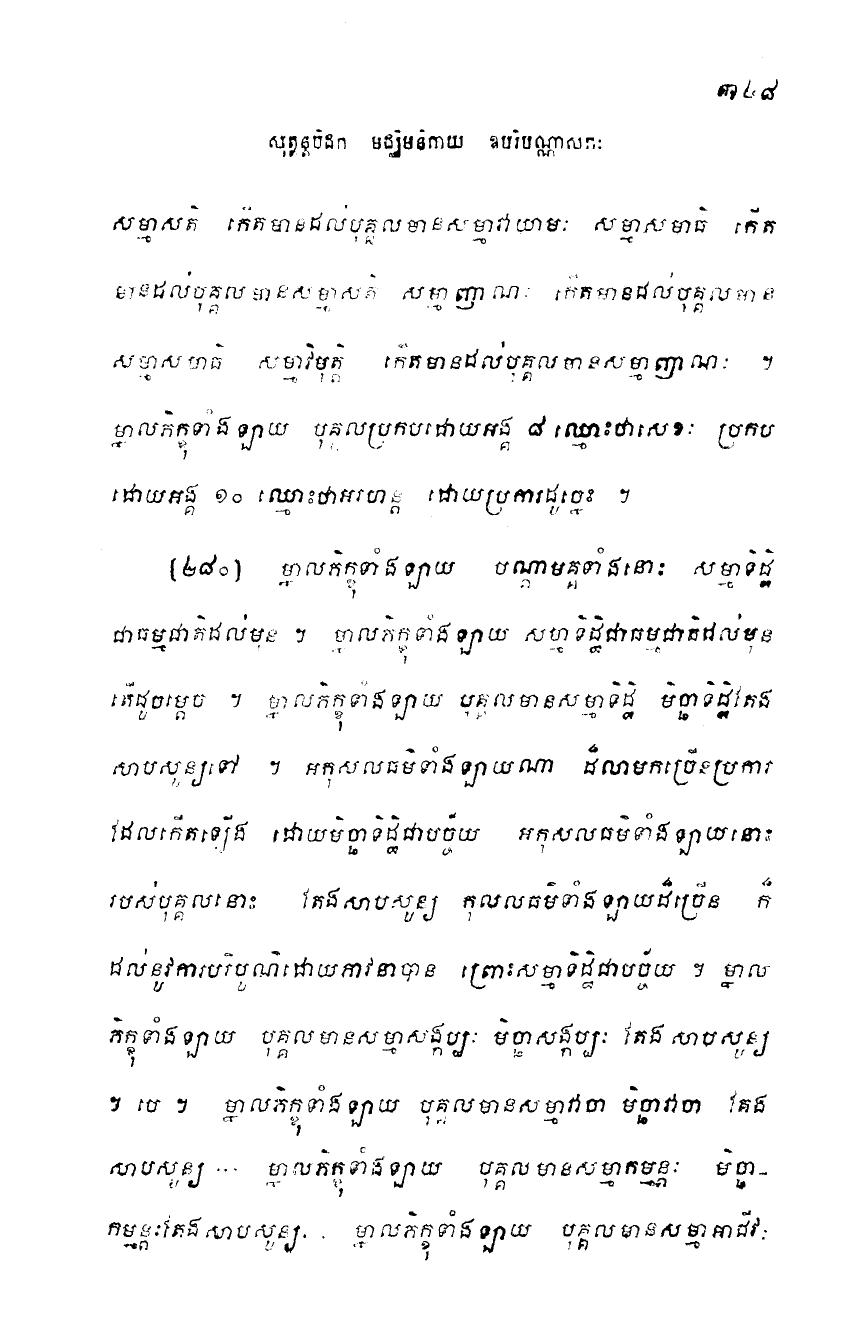 ៣៤៨
សុត្តន្តបិដក មជ្ឈិមនិកាយ ឧបរិបណ្ណាសកៈ
សម្មាសតិ កើតមានដល់បុគ្គលមានសម្មាវាយាមៈ សម្មាសមាធិ កើត
មានដល់បុគ្គលមានសម្មាសតិ សម្មាញាណៈ កើតមានដល់បុគ្គលមាន
សម្មាសមាធិ សម្មាវិមុត្តិ កើតមានដល់បុគ្គលមានសម្មាញាណៈ ។
ម្នាលភិក្ខុទាំងឡាយ បុគ្គលប្រកបដោយអង្គ ៨ ឈ្មោះថាសេខៈ ប្រកប
ដោយអង្គ ១០ ឈ្មោះថាអរហន្ត ដោយប្រការដូច្នេះ ។
(២៨០) ម្នាលភិក្ខុទាំងឡាយ បណ្តាមគ្គទាំងនោះ សម្មាទិដ្ឋិ
ជាធម្មជាតិដល់មុន ។ ម្នាលភិក្ខុទាំងឡាយ សម្មាទិដ្ឋិជាធម្មជាតិដល់មុន
តើដូចម្តេច ។ ម្នាលភិក្ខុទាំងឡាយ បុគ្គលមានសម្មាទិដ្ឋិ មិច្ឆាទិដ្ឋិតែង
សាបសូន្យទៅ ។ អកុសលធម៌ទាំងឡាយណា ដ៏លាមកច្រើនប្រការ
ដែលកើតឡើង ដោយមិច្ឆាទិដ្ឋិជាបច្ច័យ អកុសលធម៌ទាំងឡាយនោះ
របស់បុគ្គលនោះ តែងសាបសូន្យ កុលលធម៌ទាំងឡាយដ៏ច្រើន ក៏
ដល់នូវការបរិបូណ៌ដោយភាវនាបាន ព្រោះសម្មាទិដ្ឋិជាបច្ច័យ ។ ម្នាល
ភិក្ខុទាំងឡាយ បុគ្គលមានសម្មាសង្កប្បៈ មិច្ឆាសង្កប្បៈ តែងសាបសូន្យ
។ បេ ។ ម្នាលភិក្ខុទាំងឡាយ បុគ្គលមានសម្មាវាចា មិច្ឆាវាចា តែង
សាបសូន្យ ... ម្នាលភិក្ខុទាំងឡាយ បុគ្គលមានសម្មាកម្មន្តៈ មិច្ឆា-
កម្មន្តៈតែងសាបសូន្យ.. ម្នាលភិក្ខុទាំងឡាយ បុគ្គលមានសម្មាអាជីវៈ